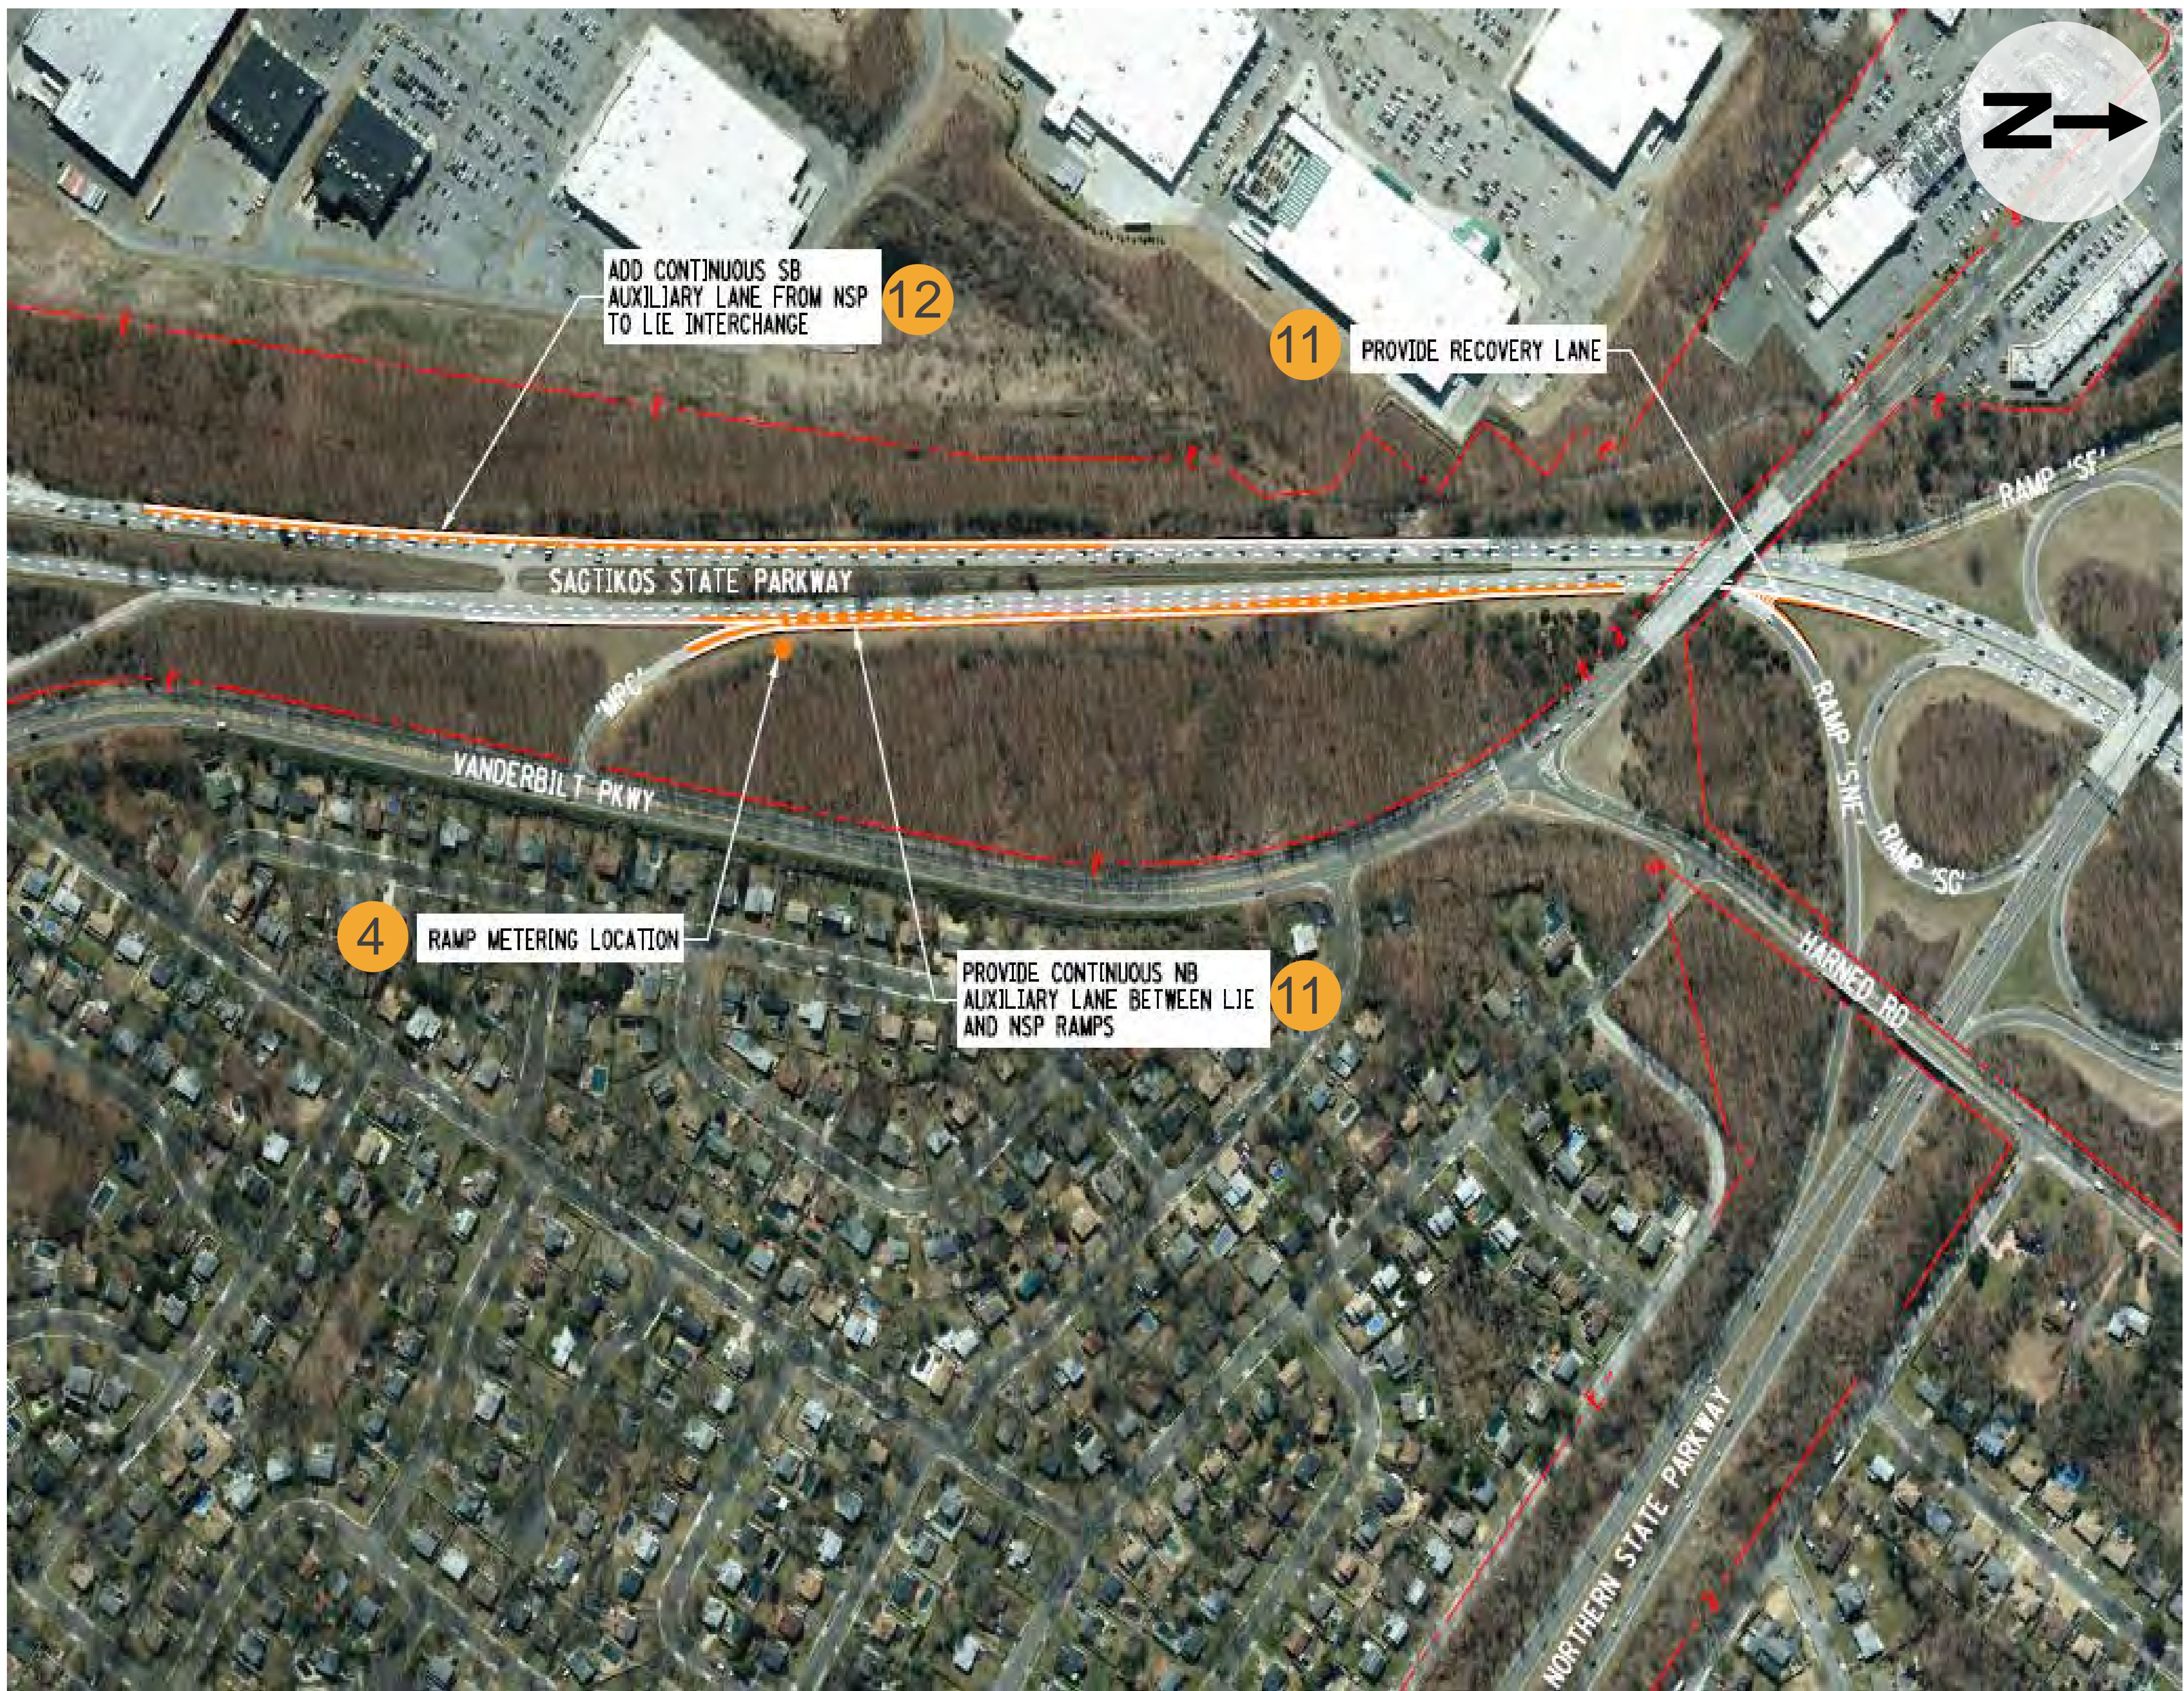 N
ADD CONTINUOUS SB
AUXILIARY LANE FROM NSP
TO LIE INTERCHANGE
12
11
PROVIDE RECOVERY LANE
RAMP 'SF'
SAGTIKOS STATE PARKWAY
'MPG'
VANDERBILT PKWY
RAMP 'SNE'
RAMP 'SG'
4
RAMP METERING LOCATION
PROVIDE CONTINUOUS NB
AUXILIARY LANE BETWEEN LIE
AND NSP RAMPS
11
HARNED RD
NORTHERN STATE PARKWAY